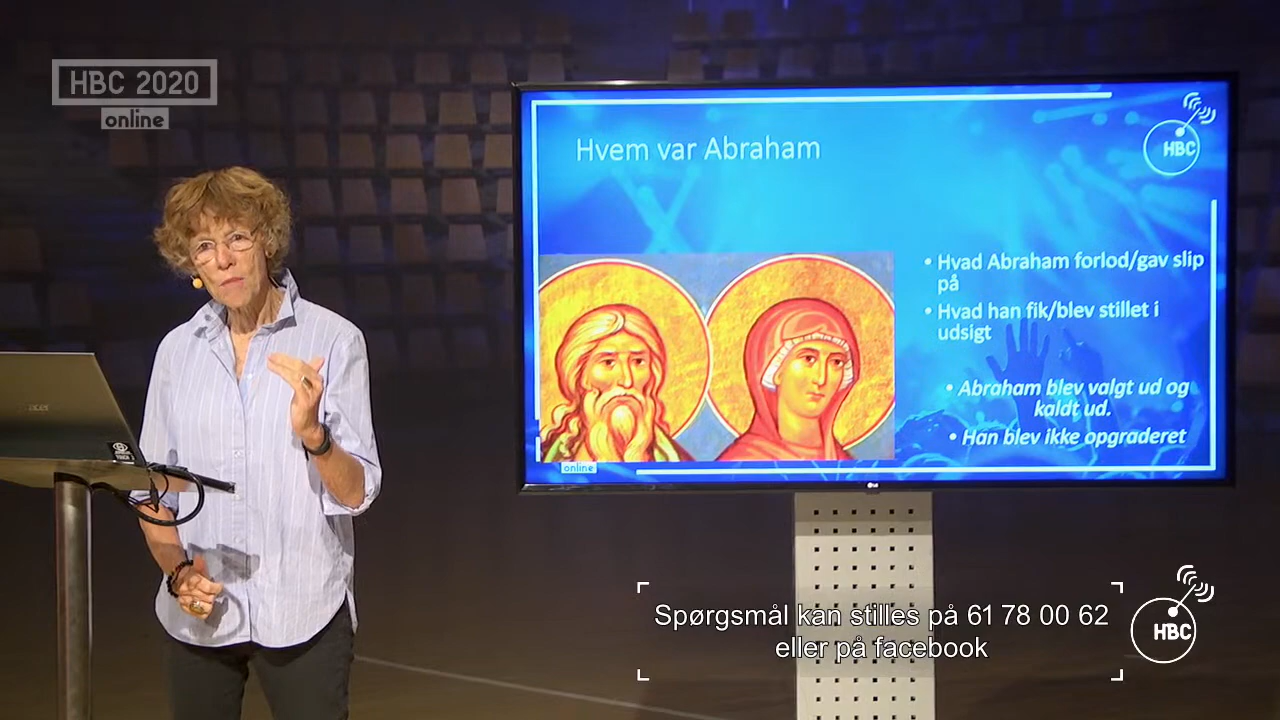 HBC 2020
online
Hvem var Abraham
HBC
• Hvad Abraham forlod/gav slip
på
• Hvad han fik/blev stillet i
udsigt
• Abraham blev valgt ud og
kaldt ud.
• Han blev ikke opgraderet
online
LG
acer
Spørgsmål kan stilles på 61 78 00 62
eller på facebook
HBC